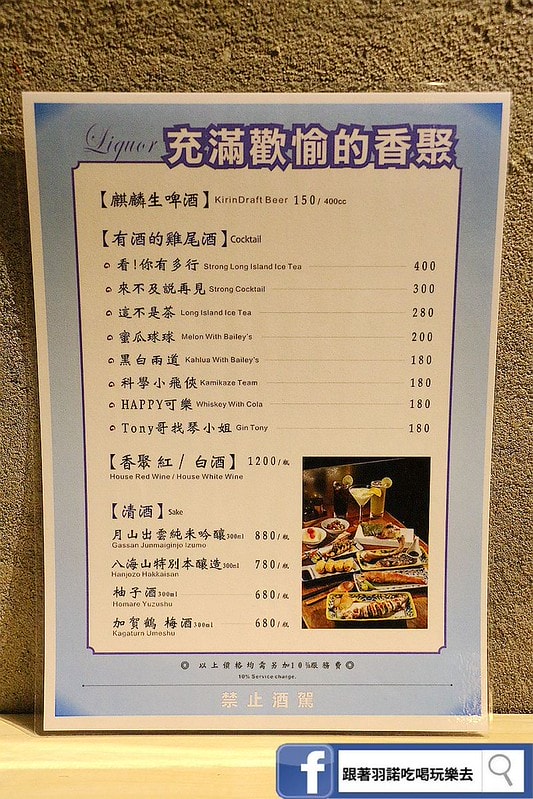 Liquor 充滿歡愉的香聚
【麒麟生啤酒】KirinDraft Beer 150/ 400cc
【有酒的雞尾酒】Cocktail
看!你有多行 Strong Long Island Ice Tea 400
來不及説再見 Strong Cocktail 300
這不是茶 Long Island Ice Tea 280
蜜瓜球球 Melon With Bailey's 200
黑白兩道 Kahlua With Bailey's 180
科學小飛俠 Kamikaze Team 180
HAPPY可樂 Whiskey With Cola 180
Tony哥找琴小姐 Gin Tony 180
【香聚 紅/ 白酒】 1200/瓶
House Red Wine / House White Wine
【清酒】Sake
月山出雲純米吟釀300ml 880/瓶
Gassan Junmaiginjo Izumo
八海山特別本釀造300ml 780/瓶
Hanjozo Hakkaisan
柚子酒300ml 680/瓶
Homare Yuzushu
加賀鶴 梅酒300ml 680/瓶
Kagaturn Umeshu
◎ 以上價格均需另加10%服務費◎
10% Service charge.
禁止酒駕
f 跟著羽諾吃喝玩樂去